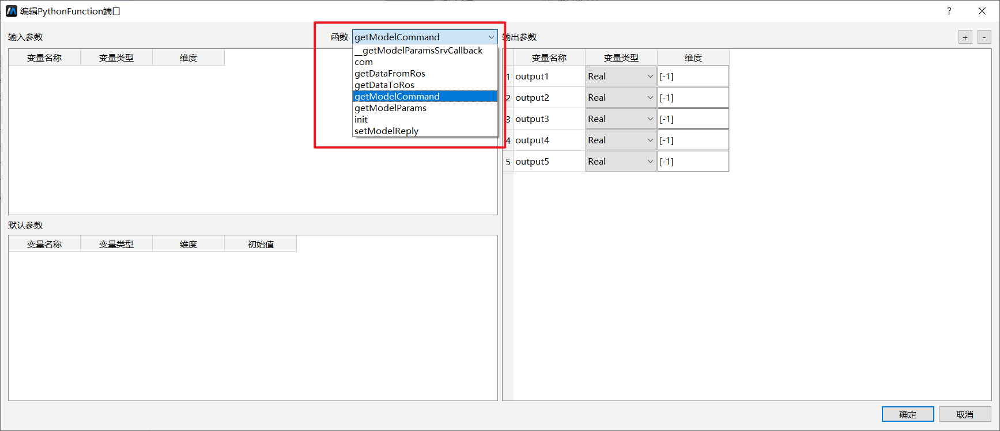 编辑PythonFunction端口
?
输入参数
函数 getModelCommand
输出参数
+ -
变量名称 变量类型 维度
__getModelParamsSrvCallback
com
getDataFromRos
getDataToRos
getModelCommand
getModelParams
init
setModelReply
变量名称 变量类型 维度
1 output1 Real [-1]
2 output2 Real [-1]
3 output3 Real [-1]
4 output4 Real [-1]
5 output5 Real [-1]
默认参数
变量名称 变量类型 维度 初始值
确定 取消